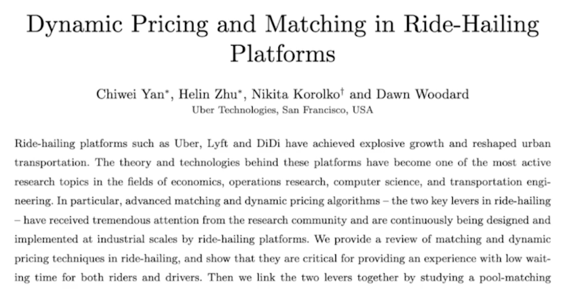 Dynamic Pricing and Matching in Ride-Hailing
Platforms
Chiwei Yan*, Helin Zhu*, Nikita Korolko† and Dawn Woodard
Uber Technologies, San Francisco, USA
Ride-hailing platforms such as Uber, Lyft and DiDi have achieved explosive growth and reshaped urban
transportation. The theory and technologies behind these platforms have become one of the most active
research topics in the fields of economics, operations research, computer science, and transportation engi-
neering. In particular, advanced matching and dynamic pricing algorithms – the two key levers in ride-hailing
– have received tremendous attention from the research community and are continuously being designed and
implemented at industrial scales by ride-hailing platforms. We provide a review of matching and dynamic
pricing techniques in ride-hailing, and show that they are critical for providing an experience with low wait-
ing time for both riders and drivers. Then we link the two levers together by studying a pool-matching